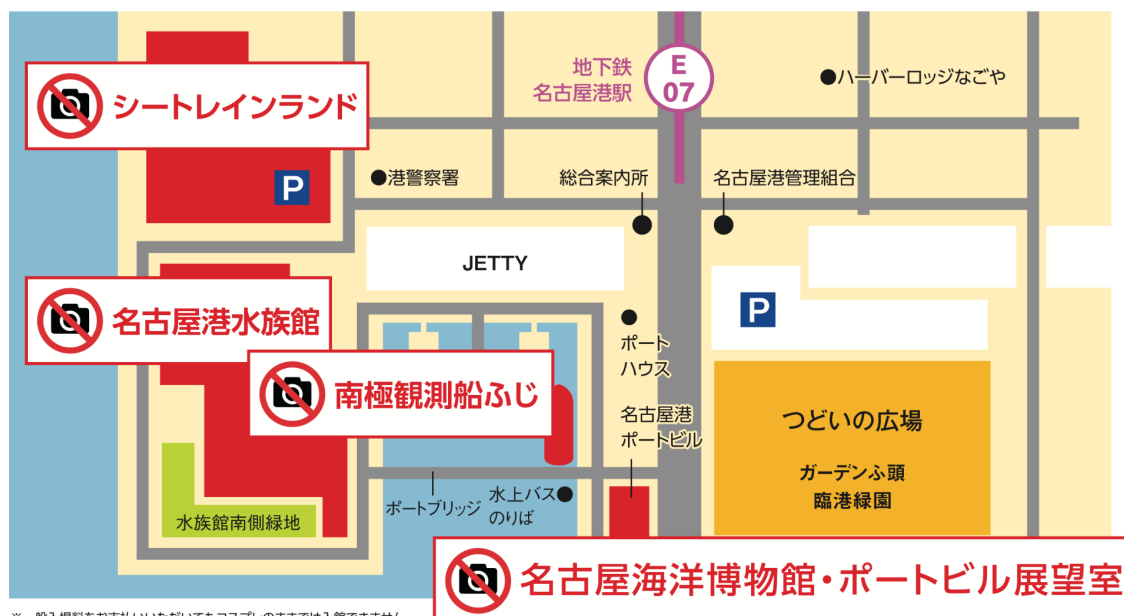 地下鉄
名古屋港駅
E
07
ハーバーロッジなごや
シートレインランド
P
港警察署
総合案内所
名古屋港管理組合
JETTY
名古屋港水族館
P
ポート
ハウス
南極観測船ふじ
名古屋港
ポートビル
つどいの広場
ガーデンふ頭
臨港緑園
ポートブリッジ
水上バス
のりば
水族館南側緑地
名古屋海洋博物館・ポートビル展望室